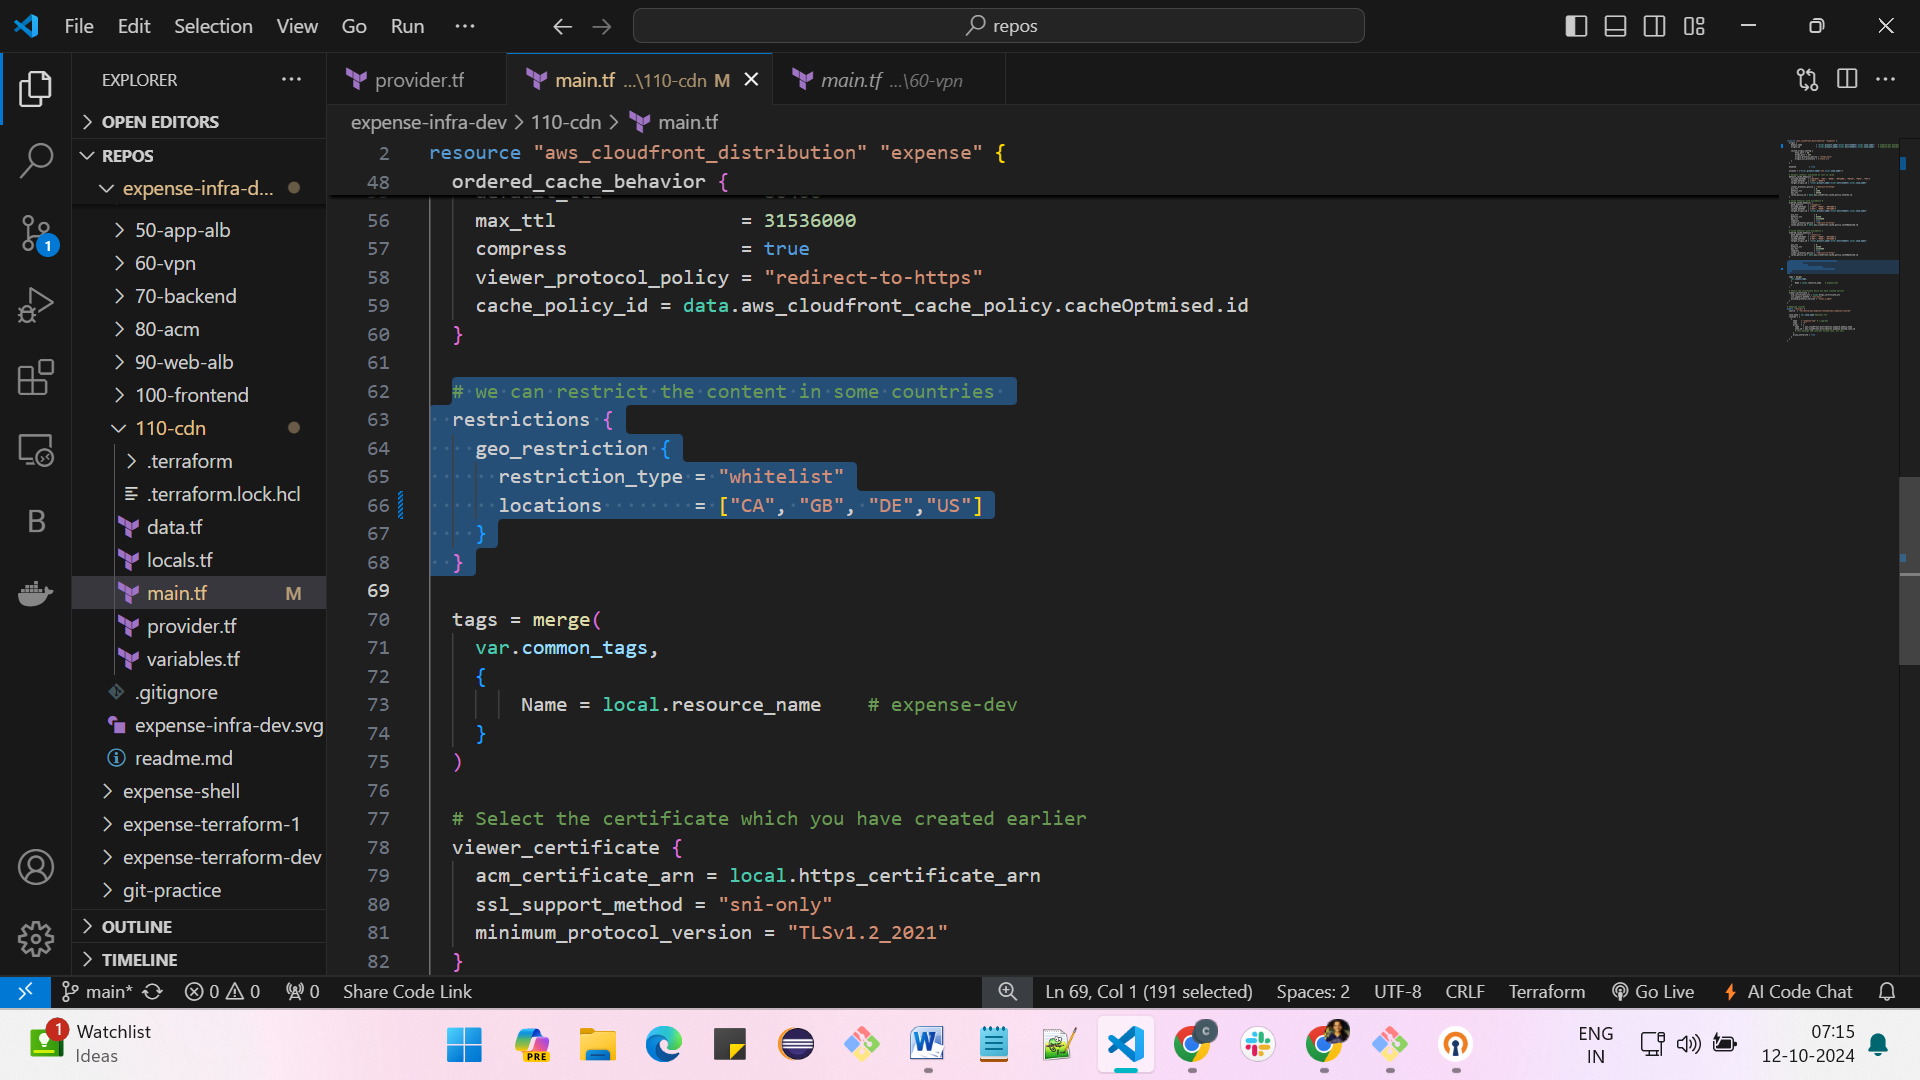 File Edit Selection View Go Run ...
repos
EXPLORER ...
OPEN EDITORS
REPOS
expense-infra-d...
50-app-alb
60-vpn
70-backend
80-acm
90-web-alb
100-frontend
110-cdn
.terraform
.terraform.lock.hcl
data.tf
locals.tf
main.tf M
provider.tf
variables.tf
.gitignore
expense-infra-dev.svg
readme.md
expense-shell
expense-terraform-1
expense-terraform-dev
git-practice
OUTLINE
TIMELINE
1
B
provider.tf
main.tf ...\110-cdn M
main.tf ...\60-vpn
expense-infra-dev > 110-cdn > main.tf
2 resource "aws_cloudfront_distribution" "expense" {
48 ordered_cache_behavior {
56 max_ttl = 31536000
57 compress = true
58 viewer_protocol_policy = "redirect-to-https"
59 cache_policy_id = data.aws_cloudfront_cache_policy.cacheOptmised.id
60 }
61
62 # we can restrict the content in some countries
63 restrictions {
64 geo_restriction {
65 restriction_type = "whitelist"
66 locations = ["CA", "GB", "DE","US"]
67 }
68 }
69
70 tags = merge(
71 var.common_tags,
72 {
73 Name = local.resource_name # expense-dev
74 }
75 )
76
77 # Select the certificate which you have created earlier
78 viewer_certificate {
79 acm_certificate_arn = local.https_certificate_arn
80 ssl_support_method = "sni-only"
81 minimum_protocol_version = "TLSv1.2_2021"
82 }
main* 0 0 0 Share Code Link
Ln 69, Col 1 (191 selected) Spaces: 2 UTF-8 CRLF Terraform Go Live AI Code Chat
1
Watchlist
Ideas
PRE
W
c
ENG
IN
07:15
12-10-2024